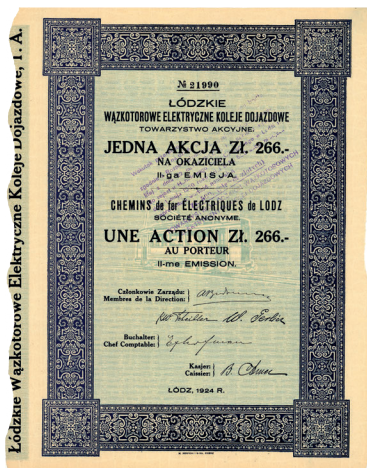 Łódzkie Wązkotorowe Elektryczne Koleje Dojazdowe, T. A.
№ 21990
ŁÓDZKIE
WĄZKOTOROWE ELEKTRYCZNE KOLEJE DOJAZDOWE
TOWARZYSTWO AKCYJNE.
JEDNA AKCJA ZŁ. 266.-
NA OKAZICIELA
II-ga EMISJA.
CHEMINS de fer ÉLECTRIQUES de LODZ
SOCIÉTÉ ANONYME.
UNE ACTION Zł. 266.-
AU PORTEUR
II-me EMISSION.
Członkowie Zarządu:
Membres de la Direction:
Buchalter:
Chef Comptable:
Kasjer:
Caissier:
ŁÓDŹ, 1924 R.